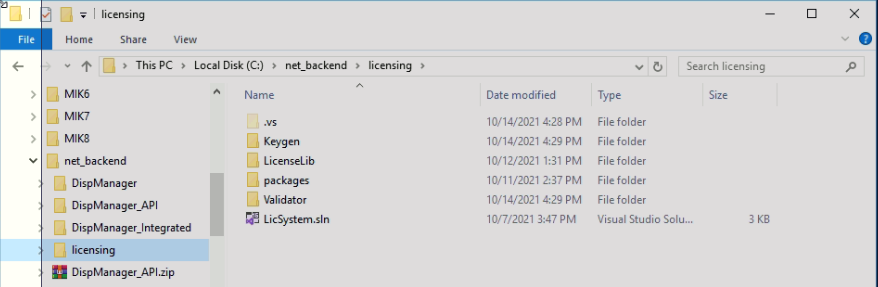 licensing
File Home Share View
This PC Local Disk (C:) net_backend licensing Search licensing
MIK6
MIK7
MIK8
net_backend
DispManager
DispManager_API
DispManager_Integrated
licensing
DispManager_API.zip
Name Date modified Type Size
.vs 10/14/2021 4:28 PM File folder
Keygen 10/14/2021 4:29 PM File folder
LicenseLib 10/12/2021 1:31 PM File folder
packages 10/11/2021 2:37 PM File folder
Validator 10/14/2021 4:29 PM File folder
LicSystem.sln 10/7/2021 3:47 PM Visual Studio Solu... 3 KB